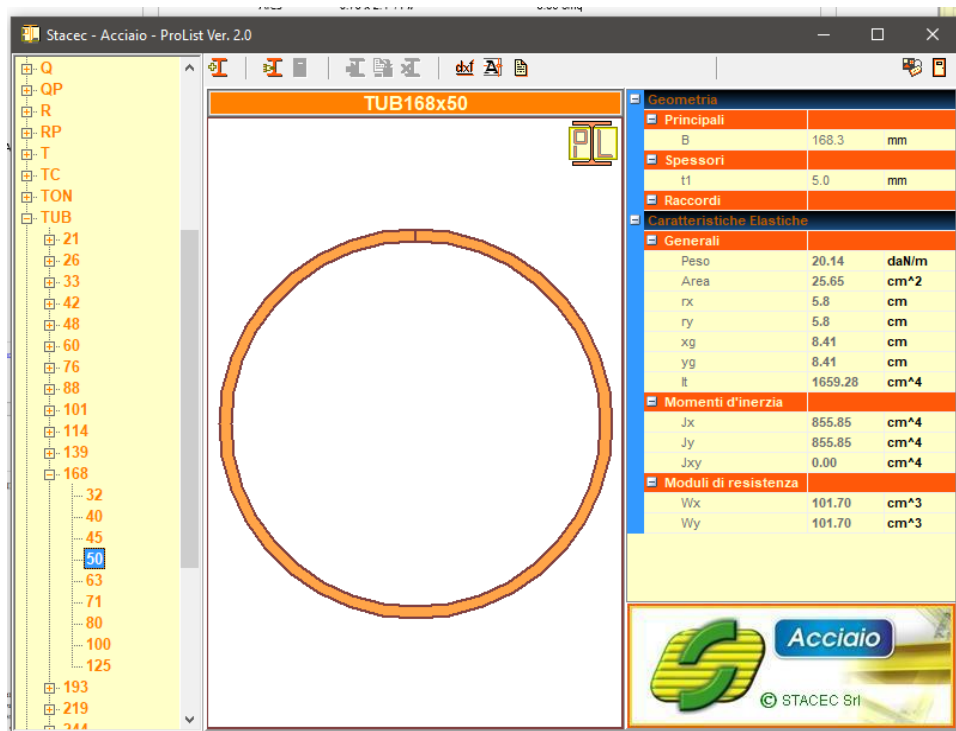 Stacec - Acciaio - ProList Ver. 2.0
Q
QP
R
RP
T
TC
TON
TUB
21
26
33
42
48
60
76
88
101
114
139
168
32
40
45
50
63
71
80
100
125
193
219
dxf A
TUB168x50
PL
Geometria
Principali
B 168.3 mm
Spessori
t1 5.0 mm
Raccordi
Caratteristiche Elastiche
Generali
Peso 20.14 daN/m
Area 25.65 cm^2
rx 5.8 cm
ry 5.8 cm
xg 8.41 cm
yg 8.41 cm
It 1659.28 cm^4
Momenti d'inerzia
Jx 855.85 cm^4
Jy 855.85 cm^4
Jxy 0.00 cm^4
Moduli di resistenza
Wx 101.70 cm^3
Wy 101.70 cm^3
Acciaio
© STACEC Srl